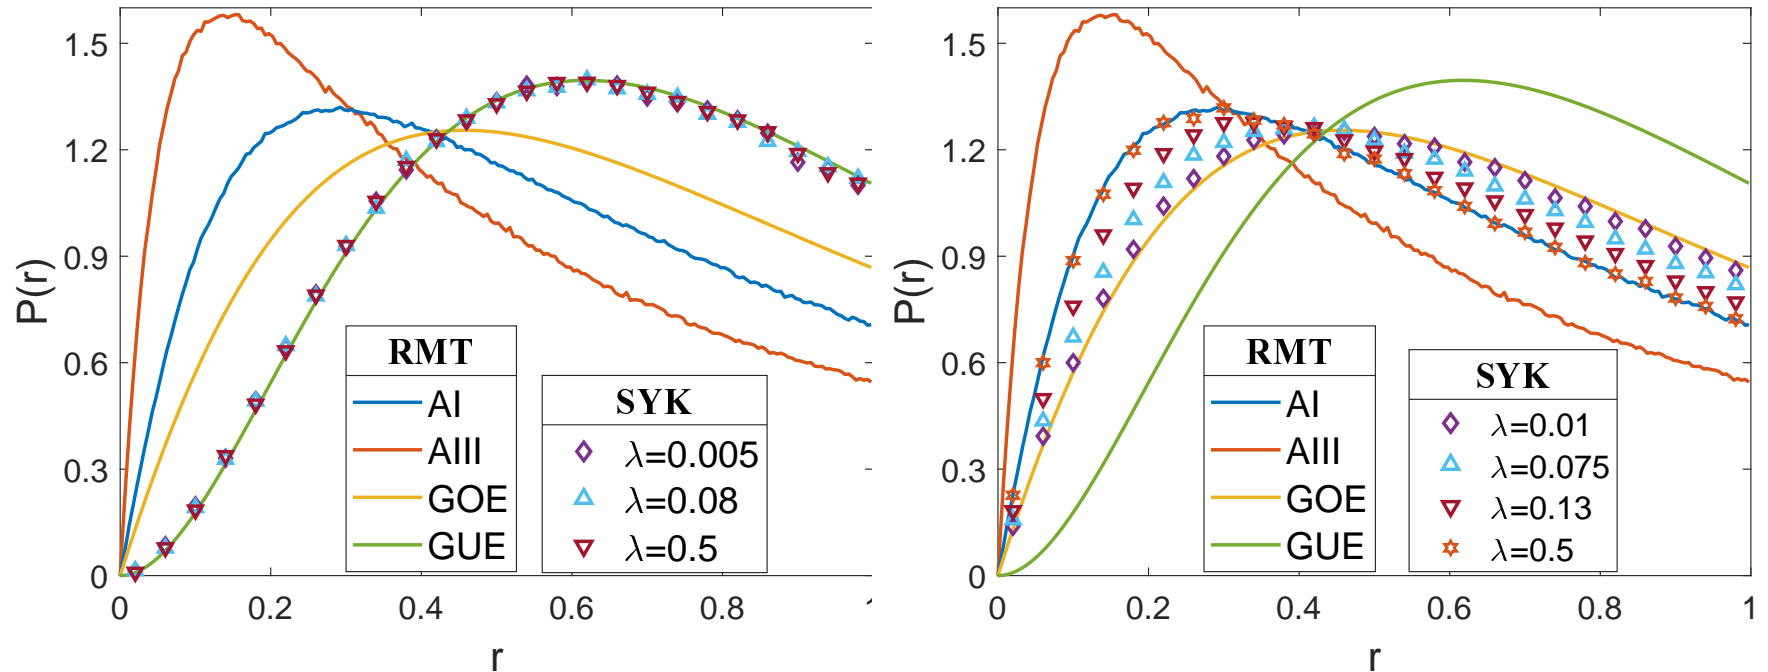 1.5
1.2
0.9
0.6
0.3
0
P(r)
0 0.2 0.4 0.6 0.8 1
r
RMT
AI
AIII
GOE
GUE
SYK
λ=0.005
λ=0.08
λ=0.5
1.5
1.2
0.9
0.6
0.3
0
P(r)
0 0.2 0.4 0.6 0.8 1
r
RMT
AI
AIII
GOE
GUE
SYK
λ=0.01
λ=0.075
λ=0.13
λ=0.5